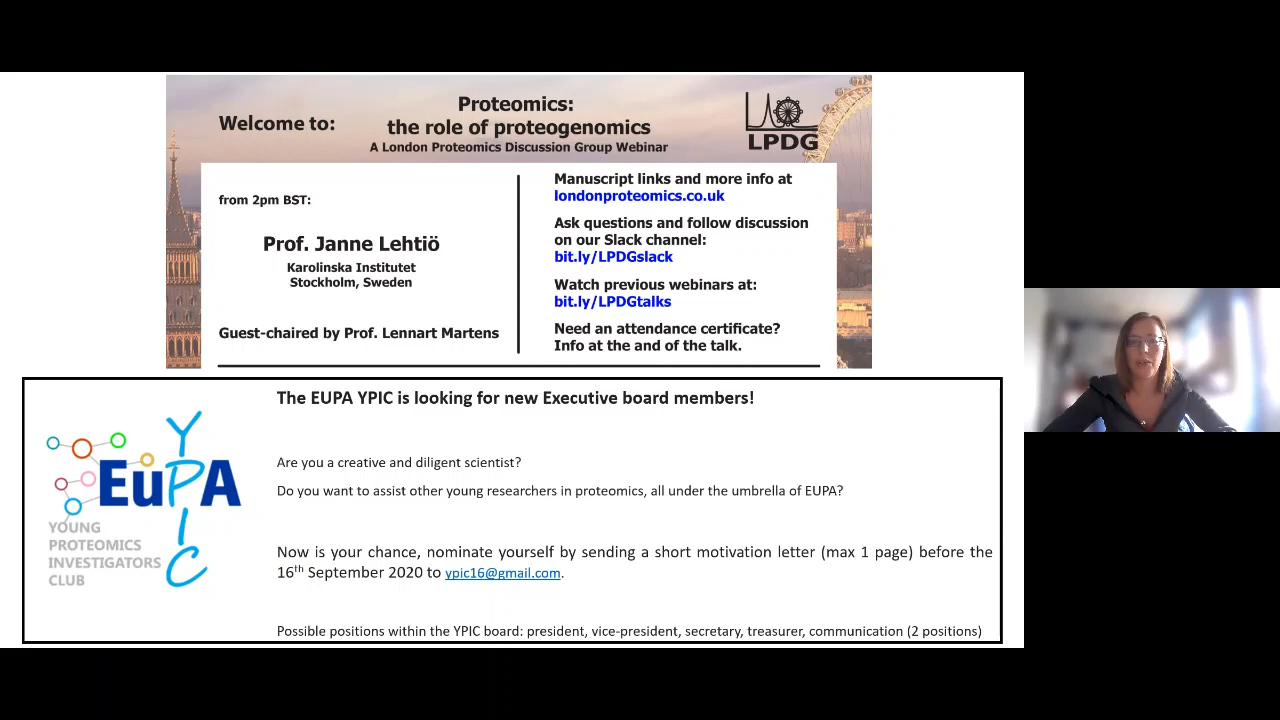 Welcome to:
Proteomics:
the role of proteogenomics
A London Proteomics Discussion Group Webinar
LPDG
from 2pm BST:
Prof. Janne Lehtiö
Karolinska Institutet
Stockholm, Sweden
Guest-chaired by Prof. Lennart Martens
Manuscript links and more info at
londonproteomics.co.uk
Ask questions and follow discussion
on our Slack channel:
bit.ly/LPDGslack
Watch previous webinars at:
bit.ly/LPDGtalks
Need an attendance certificate?
Info at the and of the talk.
EuPA
YPIC
YOUNG
PROTEOMICS
INVESTIGATORS
CLUB
The EUPA YPIC is looking for new Executive board members!
Are you a creative and diligent scientist?
Do you want to assist other young researchers in proteomics, all under the umbrella of EUPA?
Now is your chance, nominate yourself by sending a short motivation letter (max 1 page) before the
16th September 2020 to ypic16@gmail.com.
Possible positions within the YPIC board: president, vice-president, secretary, treasurer, communication (2 positions)